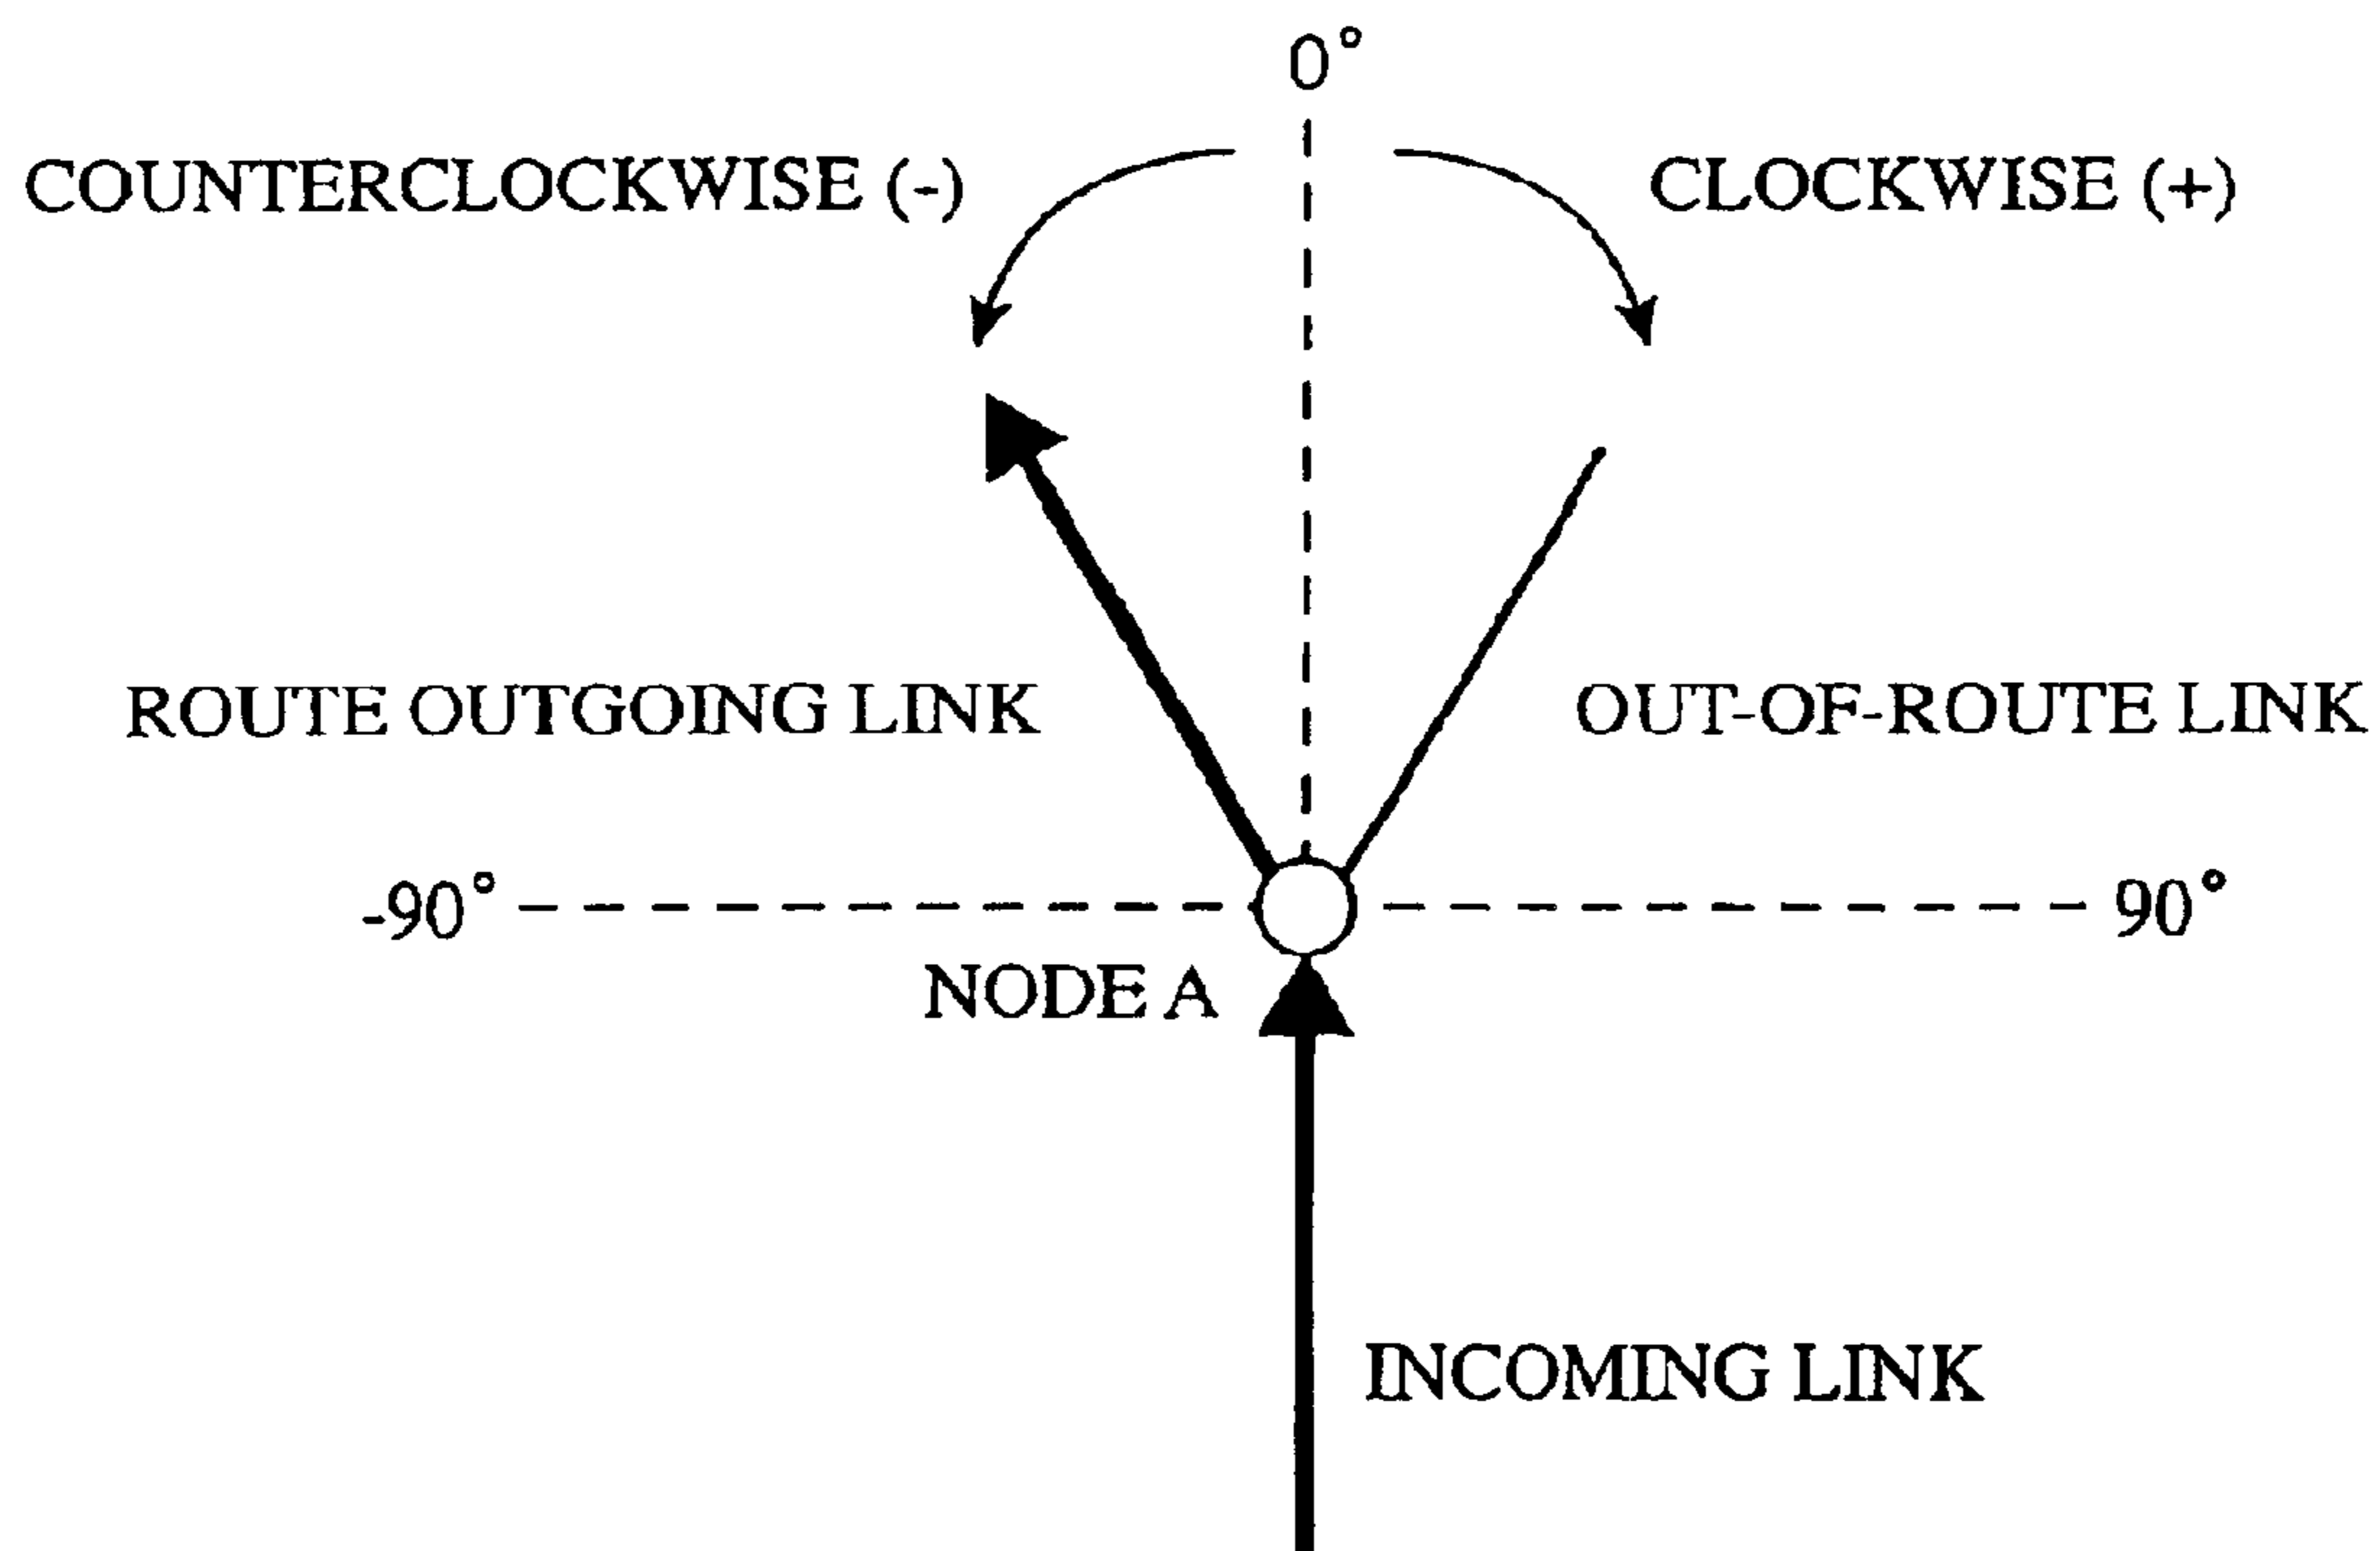 0°
COUNTERCLOCKWISE (-)
CLOCKWISE (+)
ROUTE OUTGOING LINK
OUT-OF-ROUTE LINK
-90°
90°
NODE A
INCOMING LINK